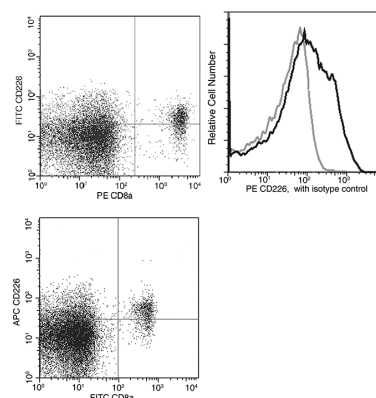 FITC CD226
10⁰ 10¹ 10² 10³ 10⁴
10⁰ 10¹ 10² 10³ 10⁴
PE CD8a
Relative Cell Number
10⁰ 10¹ 10² 10³
PE CD226, with isotype control
APC CD226
10⁰ 10¹ 10² 10³ 10⁴
10⁰ 10¹ 10² 10³ 10⁴
FITC CD8a